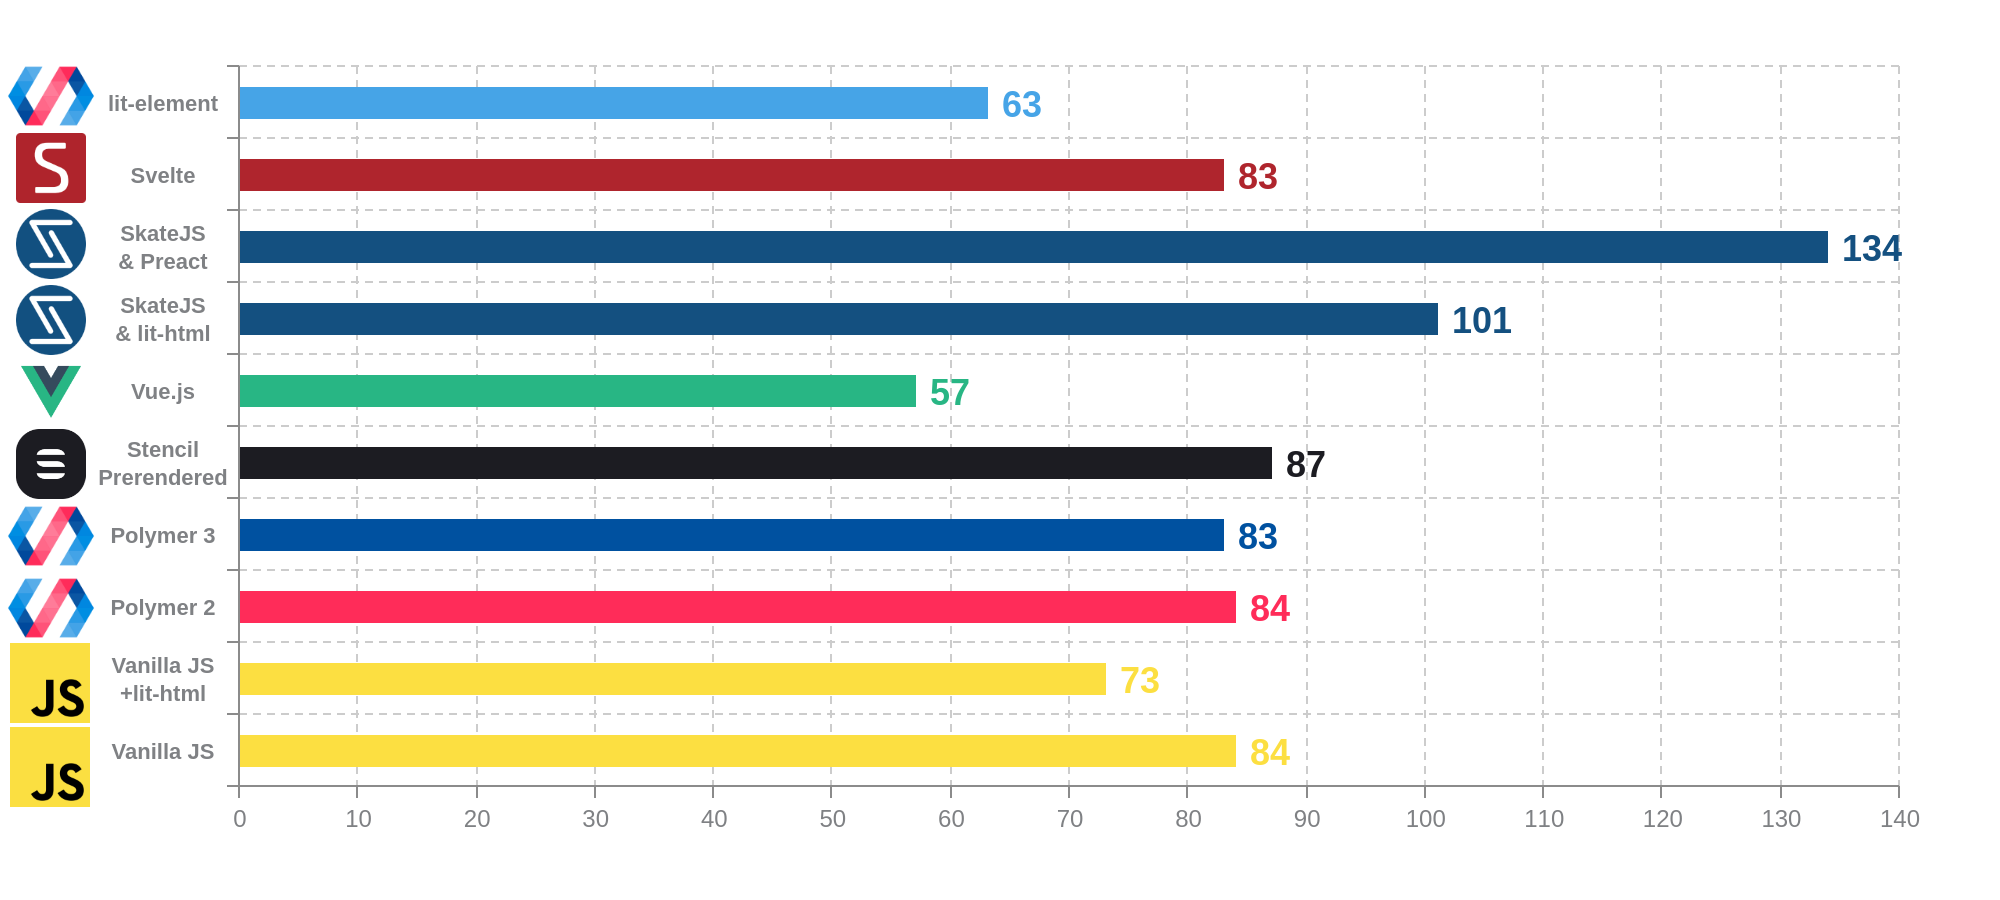 lit-element
63
Svelte
83
SkateJS
& Preact
134
SkateJS
& lit-html
101
Vue.js
57
Stencil
Prerendered
87
Polymer 3
83
Polymer 2
84
JS
Vanilla JS
+lit-html
73
JS
Vanilla JS
84
0 10 20 30 40 50 60 70 80 90 100 110 120 130 140